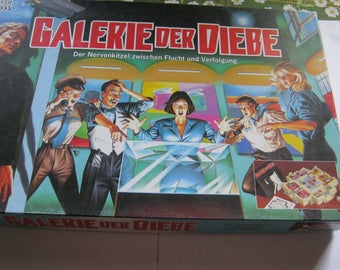 GALERIE DER DIEBE
Der Nervenkitzel zwischen Flucht und Verfolgung
GALERIE DER DIEBE